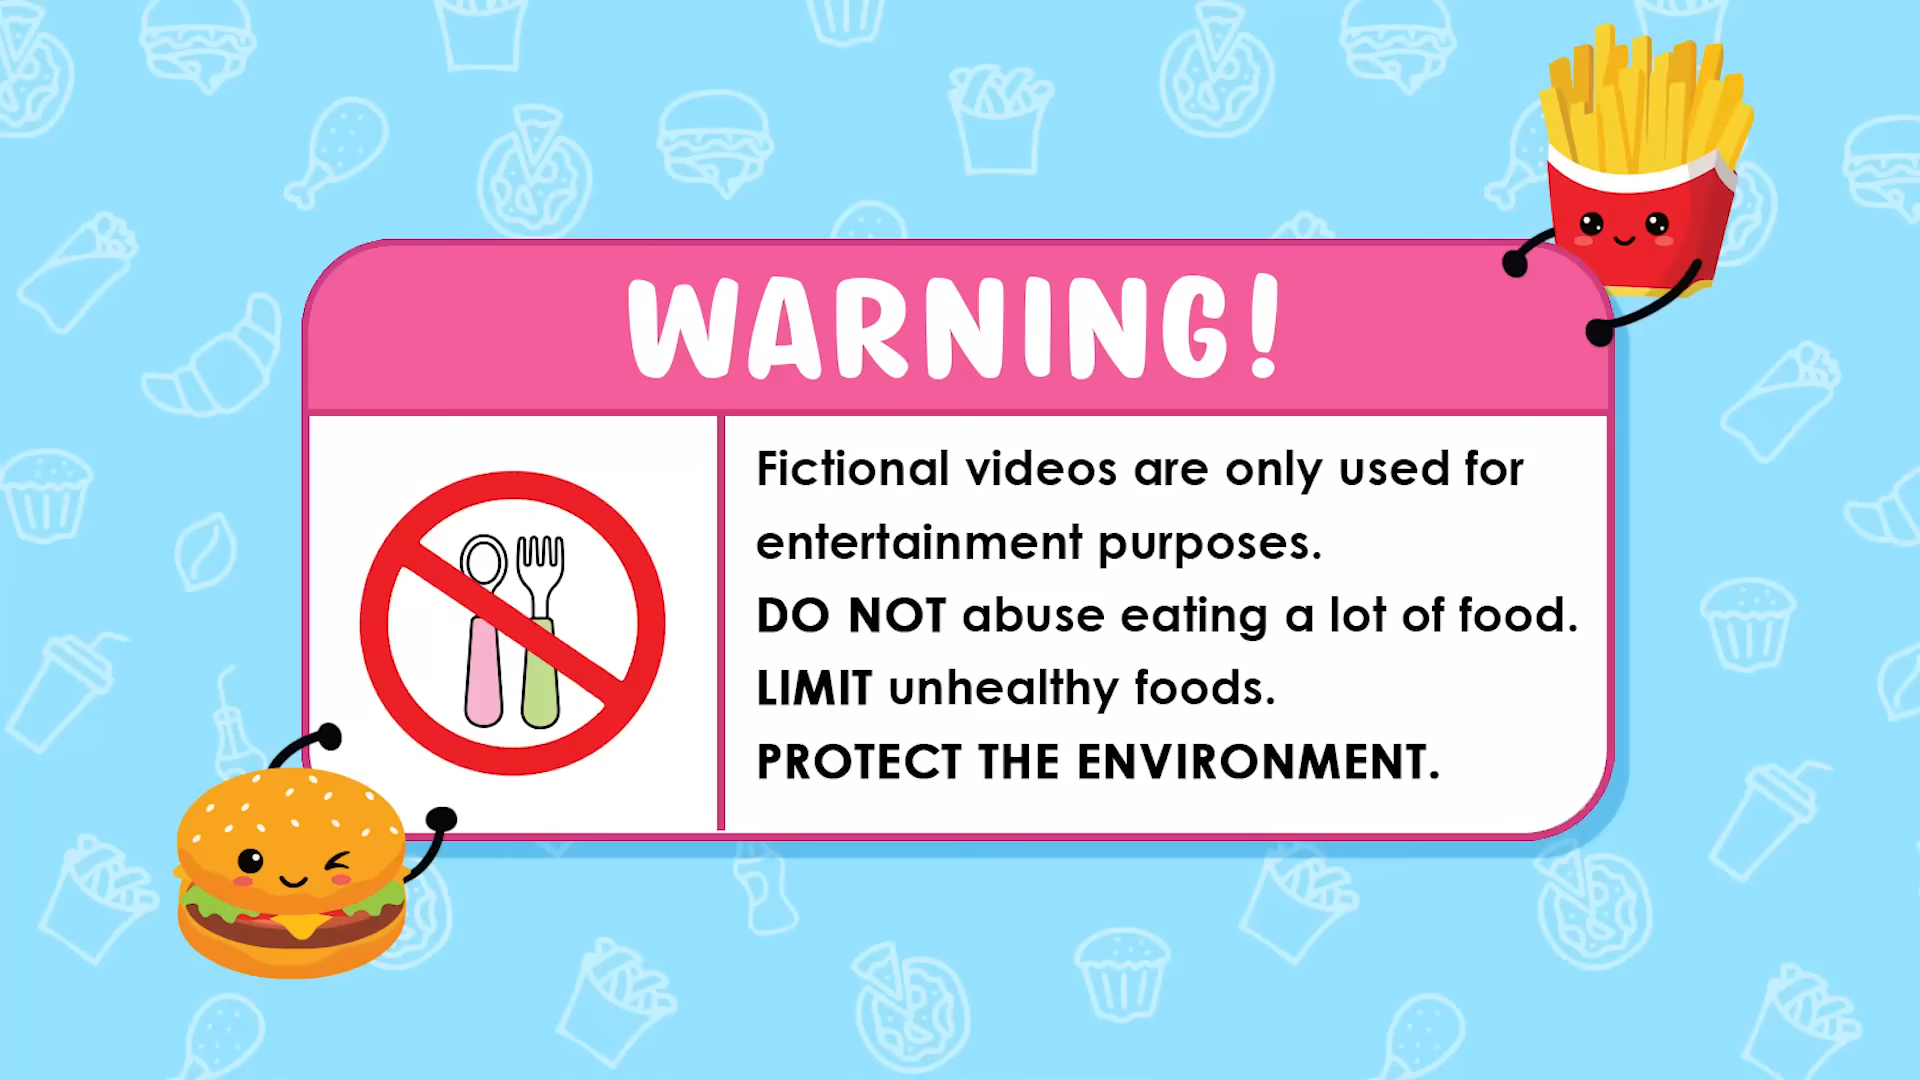 WARNING!
Fictional videos are only used for
entertainment purposes.
DO NOT abuse eating a lot of food.
LIMIT unhealthy foods.
PROTECT THE ENVIRONMENT.